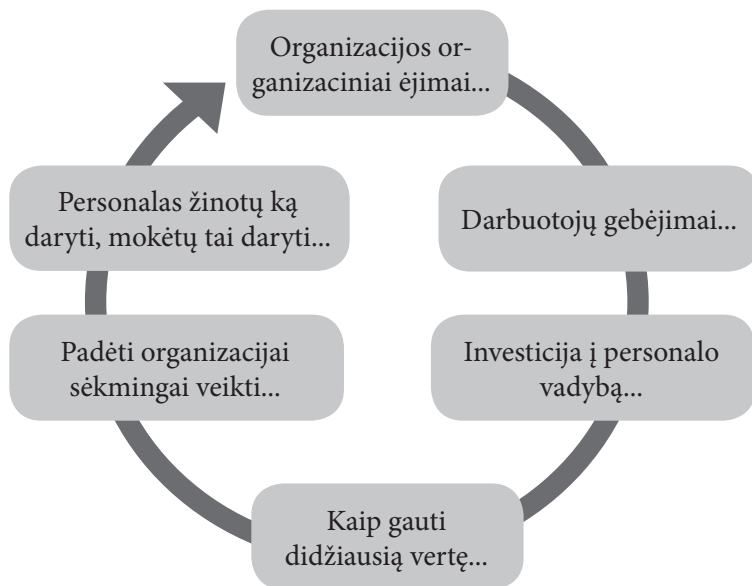 Organizacijos or-
ganizaciniai ėjimai...
Darbuotojų gebėjimai...
Investicija į personalo
vadybą...
Kaip gauti
didžiausią vertę...
Padėti organizacijai
sėkmingai veikti...
Personalas žinotų ką
daryti, mokėtų tai daryti...